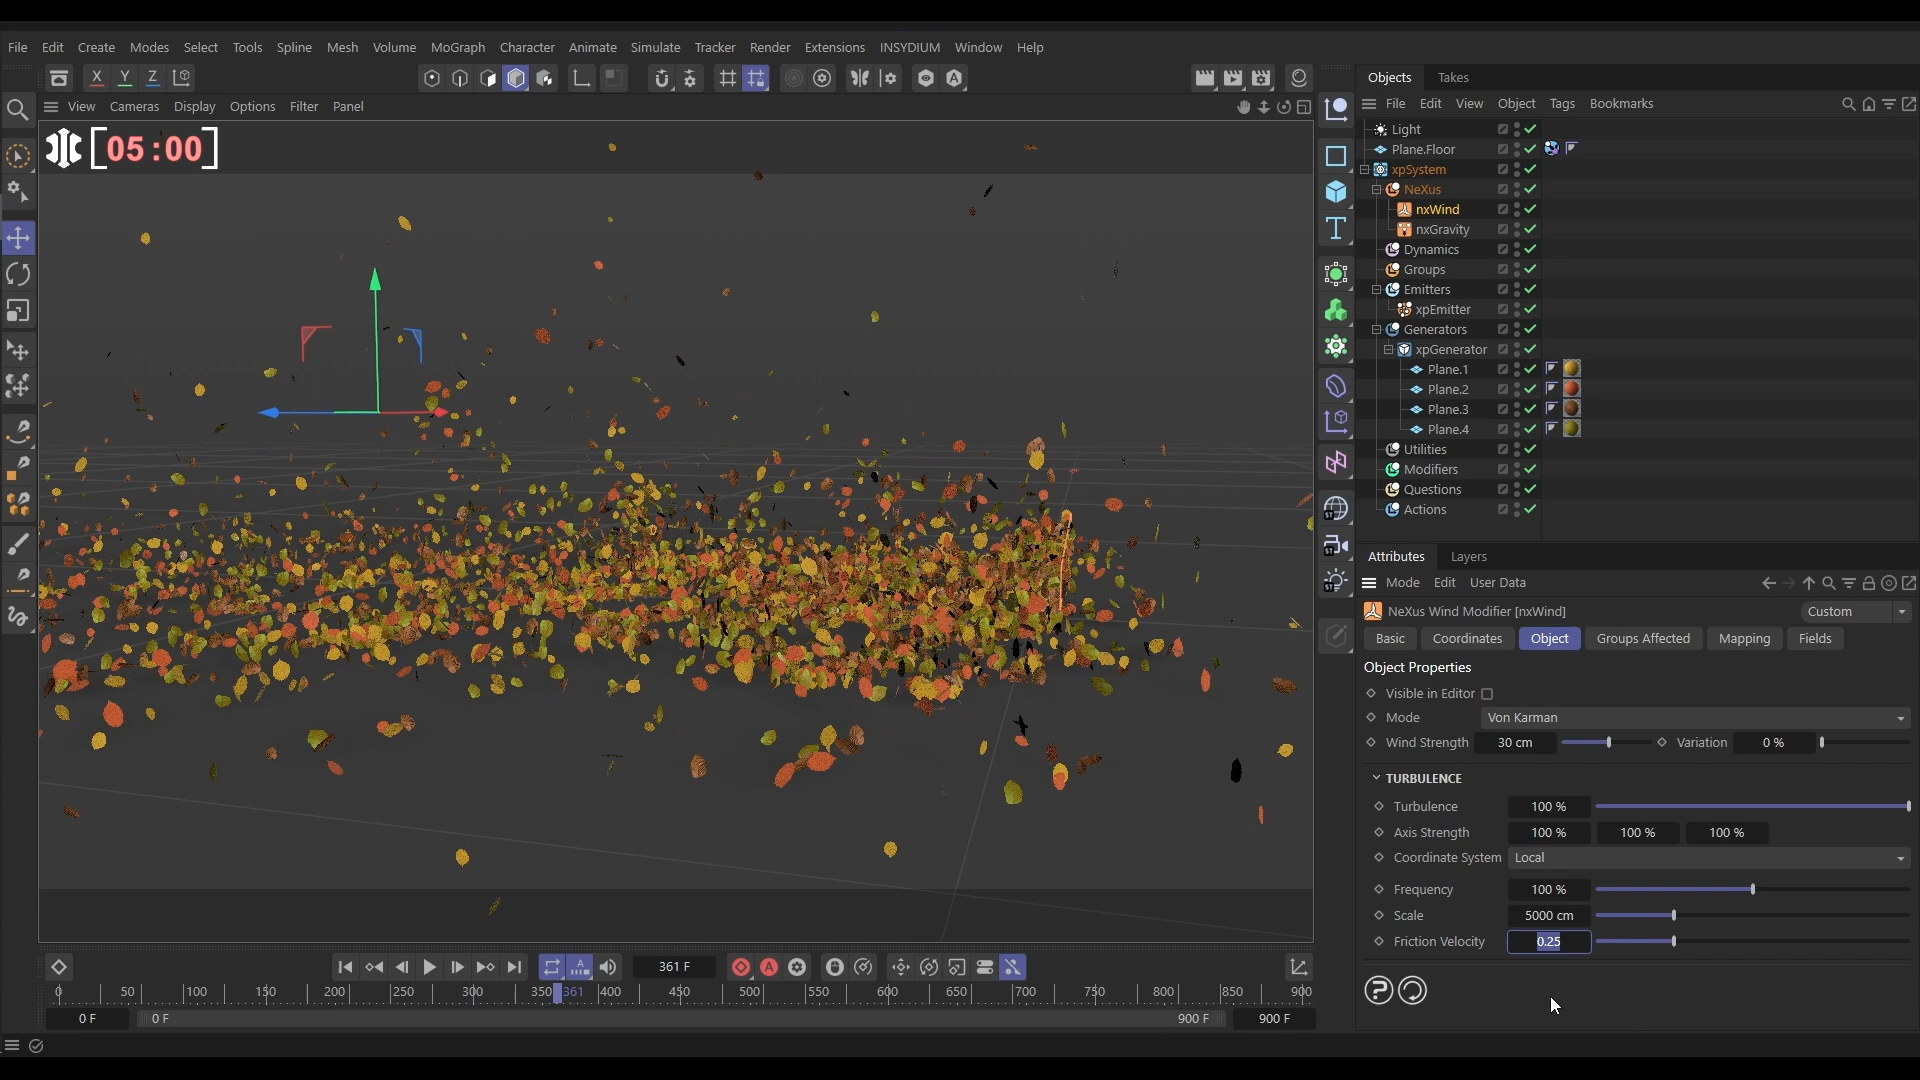 File Edit Create Modes Select Tools Spline Mesh Volume MoGraph Character Animate Simulate Tracker Render Extensions INSYDIUM Window Help
X Y Z
View Cameras Display Options Filter Panel
[05:00]
Objects Takes
File Edit View Object Tags Bookmarks
Light
Plane.Floor
xpSystem
NeXus
nxWind
nxGravity
Dynamics
Groups
Emitters
xpEmitter
Generators
xpGenerator
Plane.1
Plane.2
Plane.3
Plane.4
Utilities
Modifiers
Questions
Actions
Attributes Layers
Mode Edit User Data
NeXus Wind Modifier [nxWind] Custom
Basic Coordinates Object Groups Affected Mapping Fields
Object Properties
Visible in Editor
Mode Von Karman
Wind Strength 30 cm Variation 0 %
TURBULENCE
Turbulence 100 %
Axis Strength 100 % 100 % 100 %
Coordinate System Local
Frequency 100 %
Scale 5000 cm
Friction Velocity 0.25
361 F
0 50 100 150 200 250 300 350 361 400 450 500 550 600 650 700 750 800 850 900
0 F 0 F 900 F 900 F